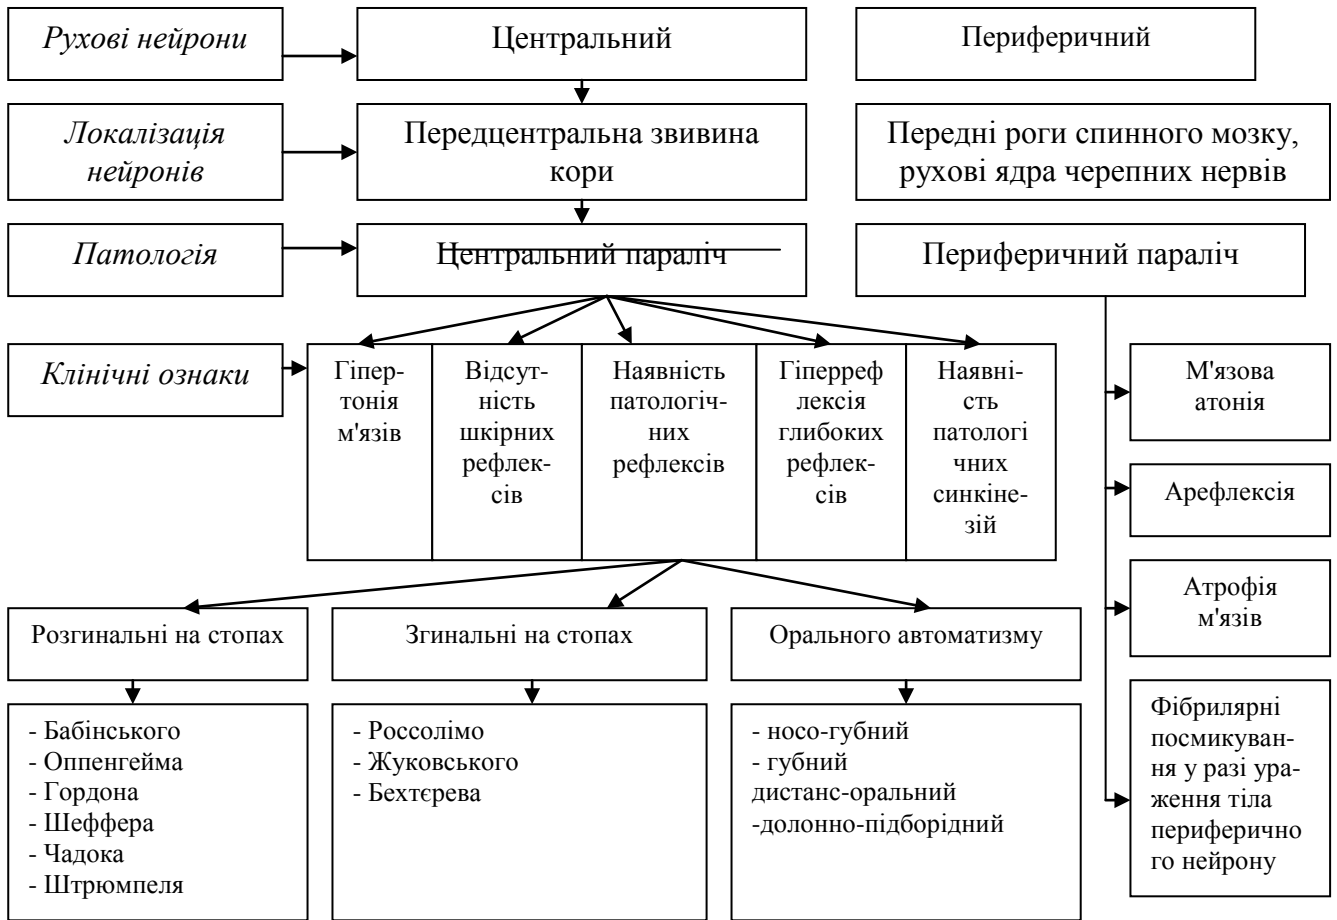 Рухові нейрони
Центральний
Периферичний
Локалізація
нейронів
Передцентральна звивина
кори
Передні роги спинного мозку,
рухові ядра черепних нервів
Патологія
Центральний параліч
Периферичний параліч
Клінічні ознаки
Гіпер-
тонія
м'язів
Відсут-
ність
шкірних
рефлек-
сів
Наявність
патологіч-
них
рефлексів
Гіперреф
лексія
глибоких
рефлек-
сів
Наявні-
сть
патологі
чних
синкіне-
зій
М'язова
атонія
Арефлексія
Атрофія
м'язів
Фібрилярні
посмикуван-
ня у разі ура-
ження тіла
периферично
го нейрону
Розгинальні на стопах
Згинальні на стопах
Орального автоматизму
- Бабінського
- Оппенгейма
- Гордона
- Шеффера
- Чадока
- Штрюмпеля
- Россолімо
- Жуковського
- Бехтєрева
- носо-губний
- губний
дистанс-оральний
-долонно-підборідний